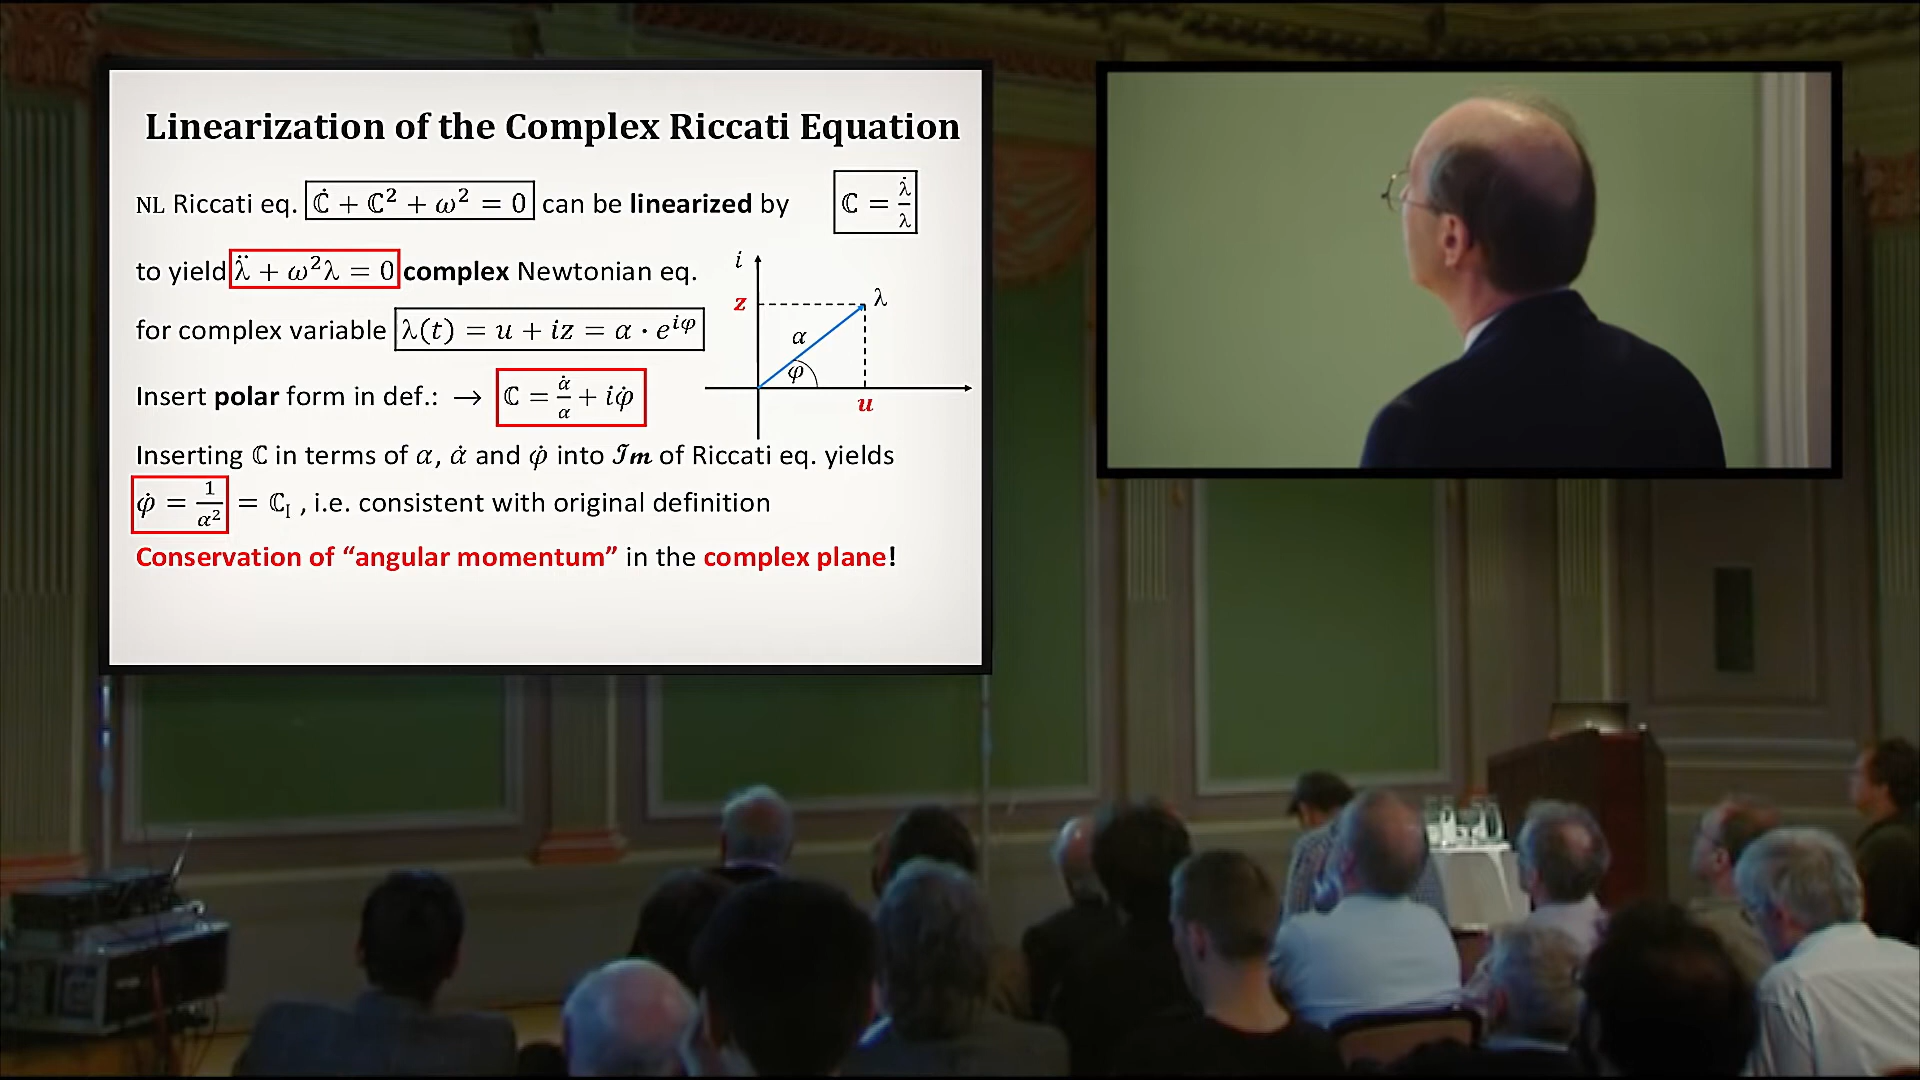 Linearization of the Complex Riccati Equation
NL Riccati eq. ℂ̇ + ℂ² + ω² = 0 can be linearized by ℂ = λ̇/λ
to yield λ̈ + ω²λ = 0 complex Newtonian eq.
for complex variable λ(t) = u + iz = α · e^{iφ}
Insert polar form in def.: → ℂ = α̇/α + iφ̇
i
z
λ
α
φ
u
Inserting ℂ in terms of α, α̇ and φ̇ into ℐm of Riccati eq. yields
φ̇ = 1/α² = ℂ_I , i.e. consistent with original definition
Conservation of “angular momentum” in the complex plane!